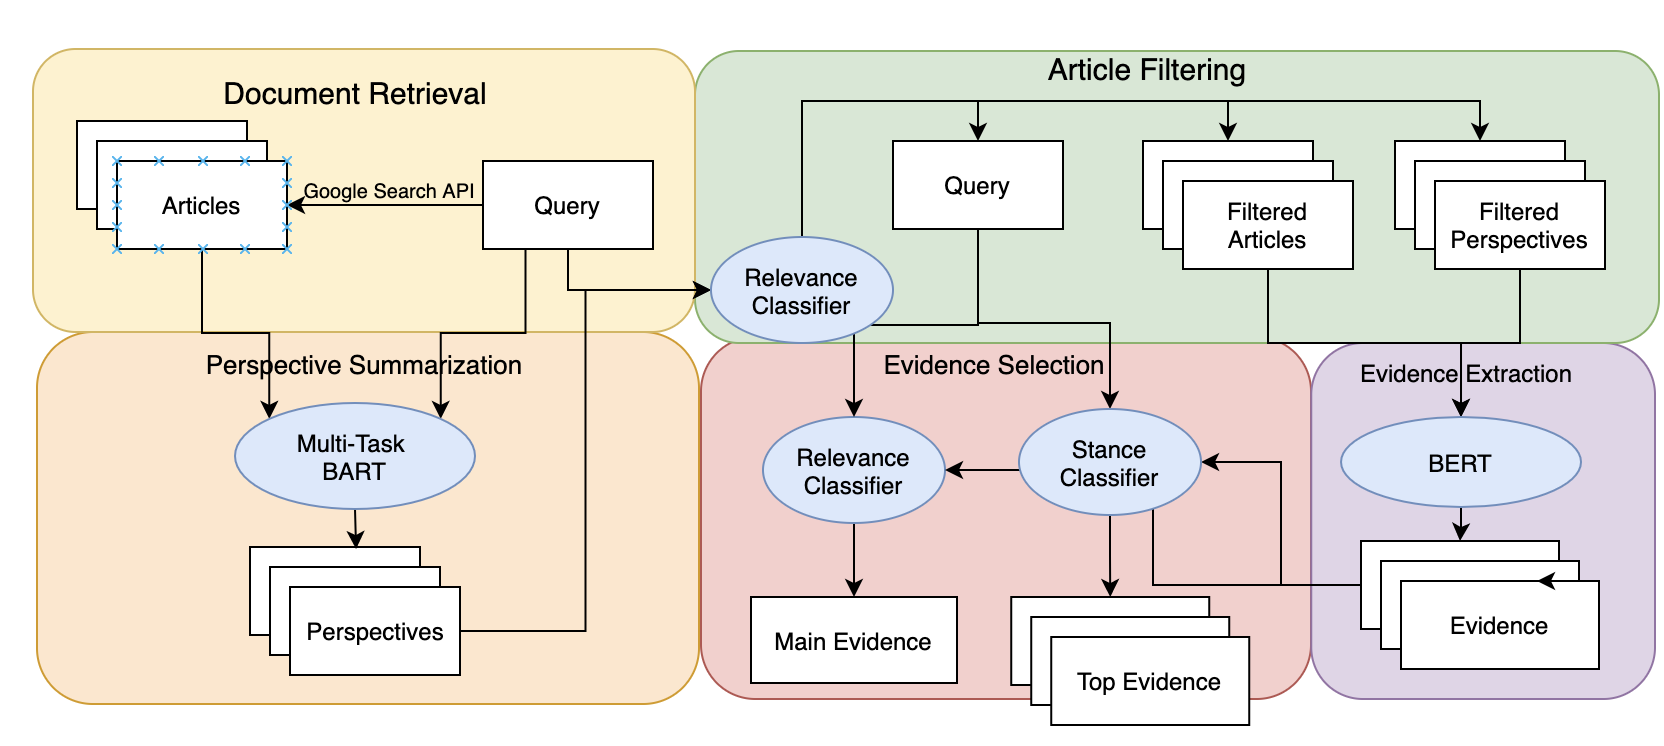 Document Retrieval
Articles
Google Search API
Query
Article Filtering
Query
Filtered
Articles
Filtered
Perspectives
Relevance
Classifier
Perspective Summarization
Multi-Task
BART
Perspectives
Evidence Selection
Relevance
Classifier
Stance
Classifier
Main Evidence
Top Evidence
Evidence Extraction
BERT
Evidence